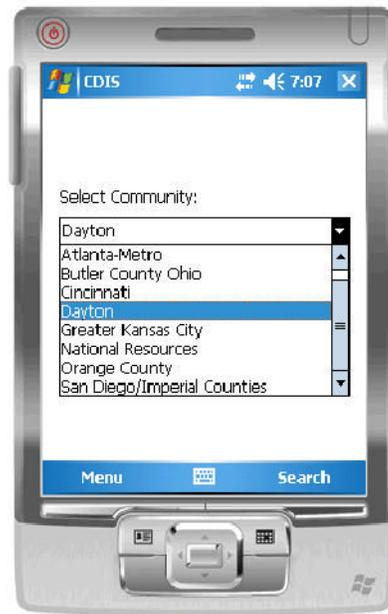 CDIS 7:07
Select Community:
Dayton
Atlanta-Metro
Butler County Ohio
Cincinnati
Dayton
Greater Kansas City
National Resources
Orange County
San Diego/Imperial Counties
Menu Search